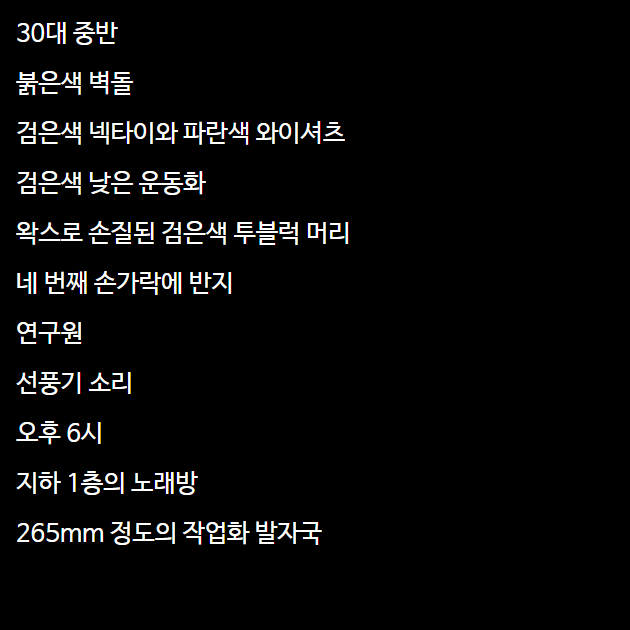 30대 중반
붉은색 벽돌
검은색 넥타이와 파란색 와이셔츠
검은색 낮은 운동화
왁스로 손질된 검은색 투블럭 머리
네 번째 손가락에 반지
연구원
선풍기 소리
오후 6시
지하 1층의 노래방
265mm 정도의 작업화 발자국